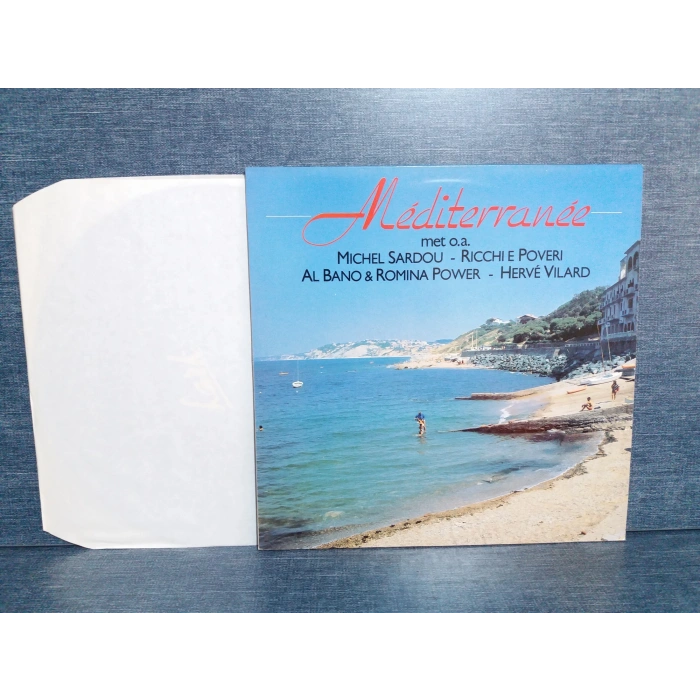 Méditerranée
met o.a.
MICHEL SARDOU - RICCHI E POVERI
AL BANO & ROMINA POWER - HERVÉ VILARD